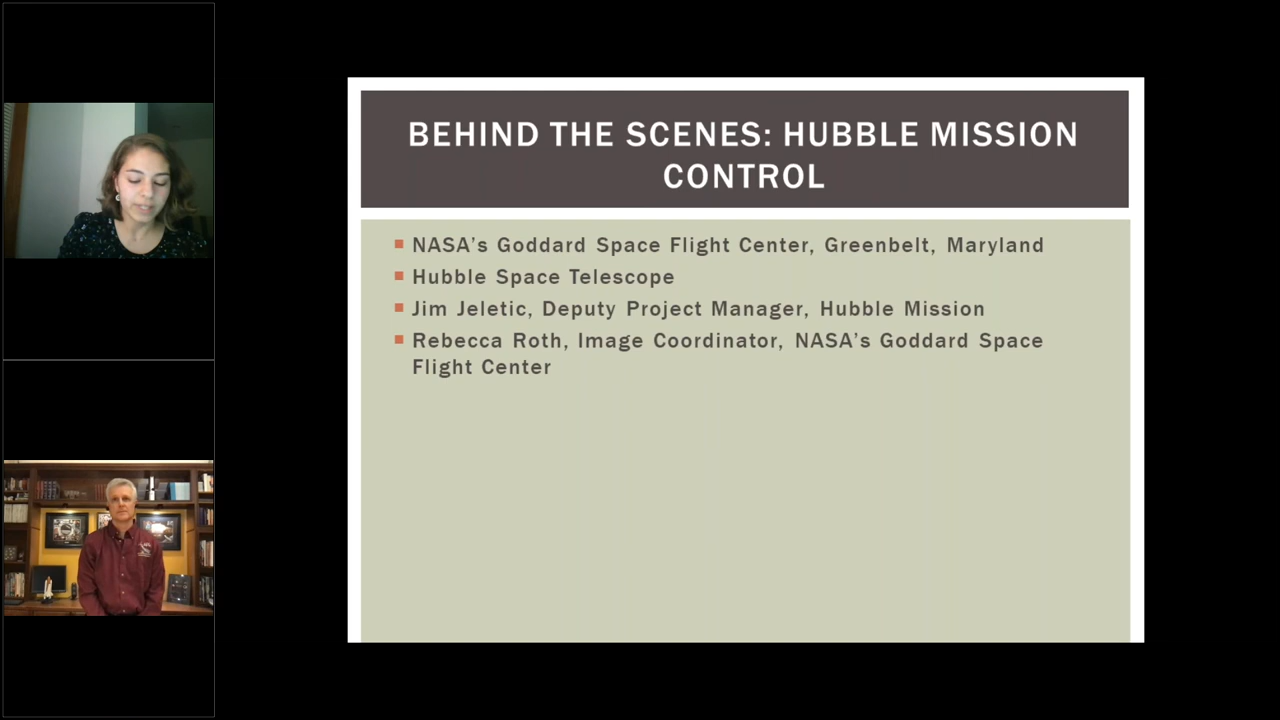 BEHIND THE SCENES: HUBBLE MISSION
CONTROL
NASA's Goddard Space Flight Center, Greenbelt, Maryland
Hubble Space Telescope
Jim Jeletic, Deputy Project Manager, Hubble Mission
Rebecca Roth, Image Coordinator, NASA's Goddard Space
Flight Center